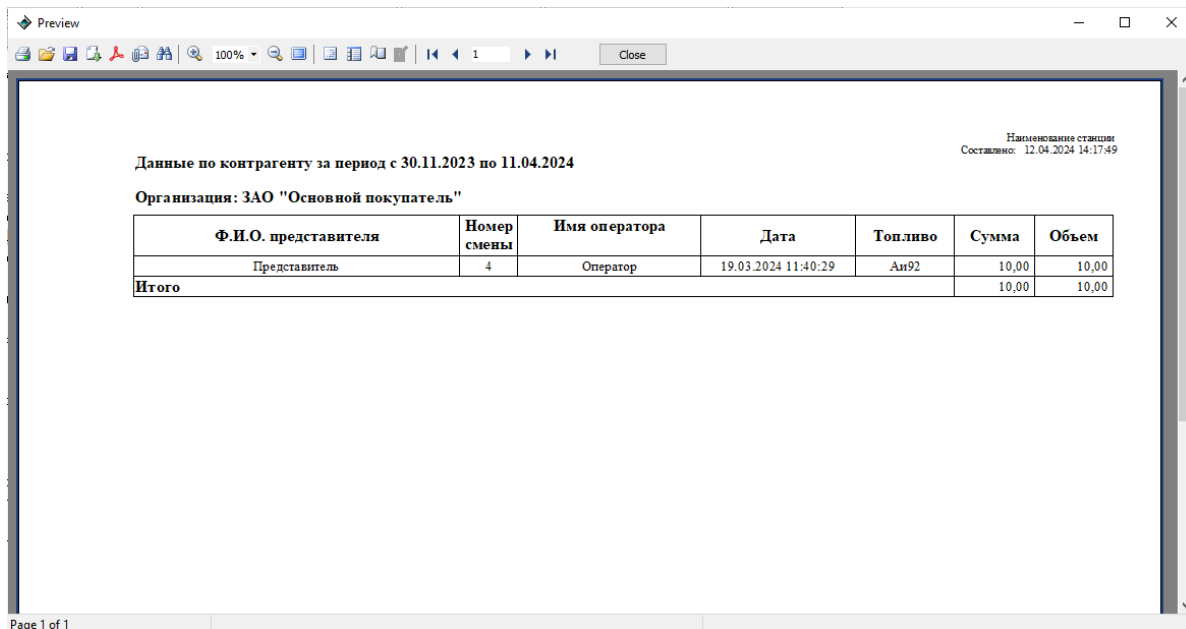 Preview
100%
1
Close
Наименование станции
Составлено: 12.04.2024 14:17:49
Данные по контрагенту за период с 30.11.2023 по 11.04.2024
Организация: ЗАО "Основной покупатель"
Ф.И.О. представителя Номер смены Имя оператора Дата Топливо Сумма Объем
Представитель 4 Оператор 19.03.2024 11:40:29 Аи92 10,00 10,00
Итого 10,00 10,00
Page 1 of 1